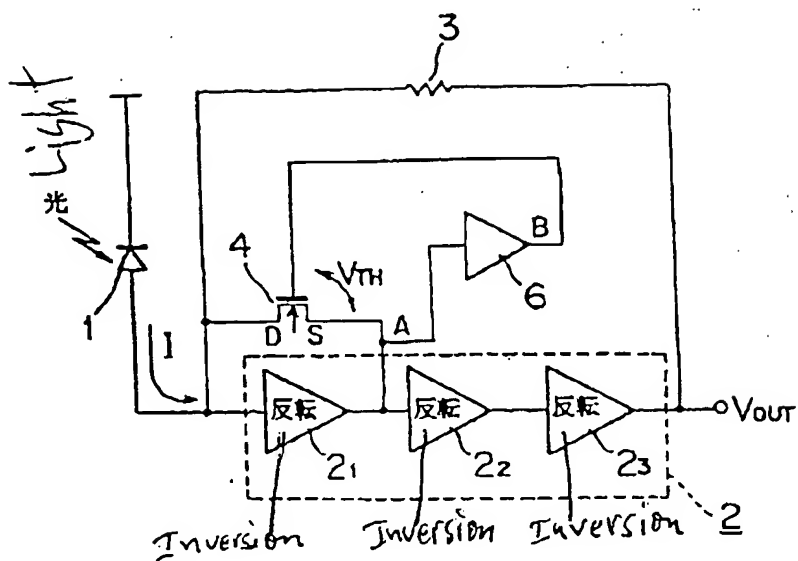 3
Light
光
1
I
4
VTH
D
S
A
B
6
反転
21
反転
22
反転
23
VOUT
2
Inversion
Inversion
Inversion